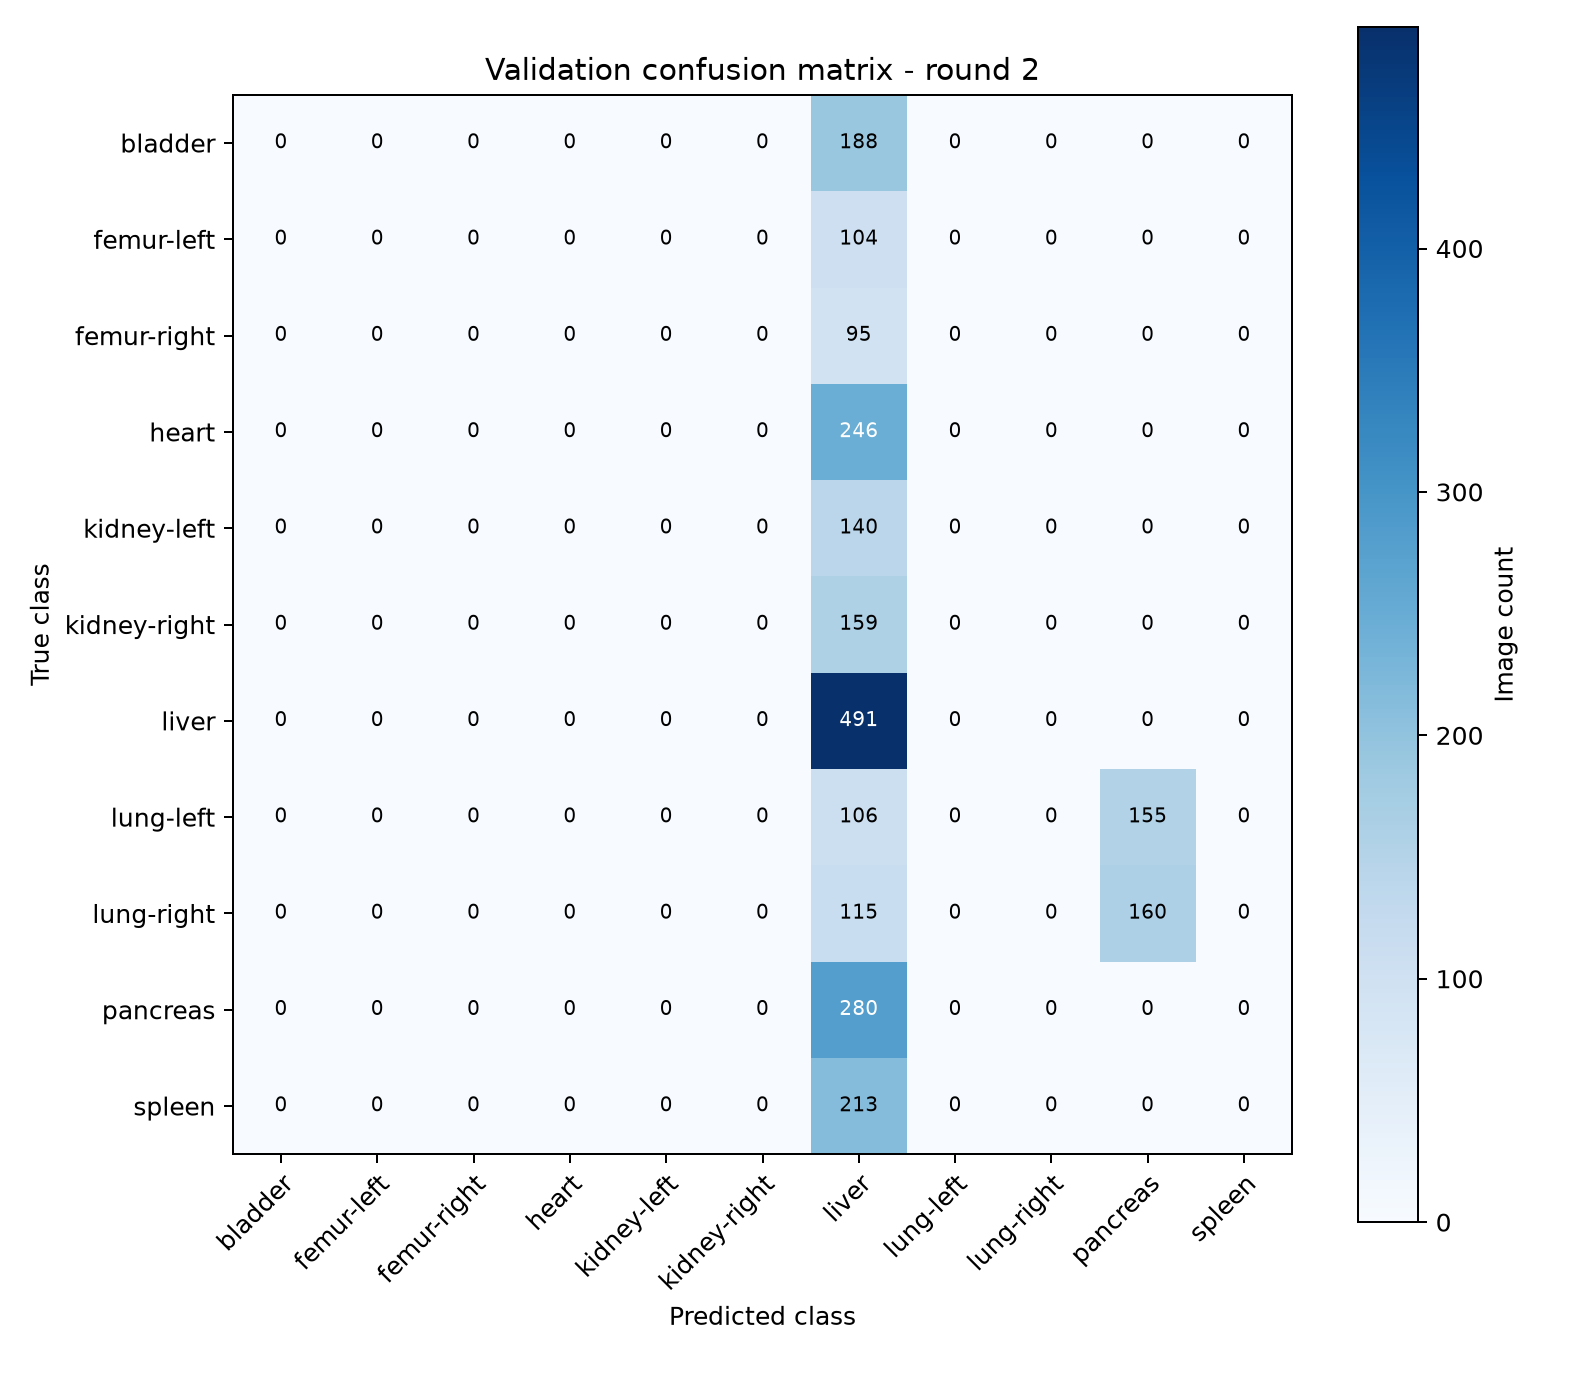 Validation confusion matrix - round 2
bladder 0 0 0 0 0 0 188 0 0 0 0
femur-left 0 0 0 0 0 0 104 0 0 0 0
femur-right 0 0 0 0 0 0 95 0 0 0 0
heart 0 0 0 0 0 0 246 0 0 0 0
kidney-left 0 0 0 0 0 0 140 0 0 0 0
kidney-right 0 0 0 0 0 0 159 0 0 0 0
liver 0 0 0 0 0 0 491 0 0 0 0
lung-left 0 0 0 0 0 0 106 0 0 155 0
lung-right 0 0 0 0 0 0 115 0 0 160 0
pancreas 0 0 0 0 0 0 280 0 0 0 0
spleen 0 0 0 0 0 0 213 0 0 0 0
True class
bladder femur-left femur-right heart kidney-left kidney-right liver lung-left lung-right pancreas spleen
Predicted class
400
300
200
100
0
Image count